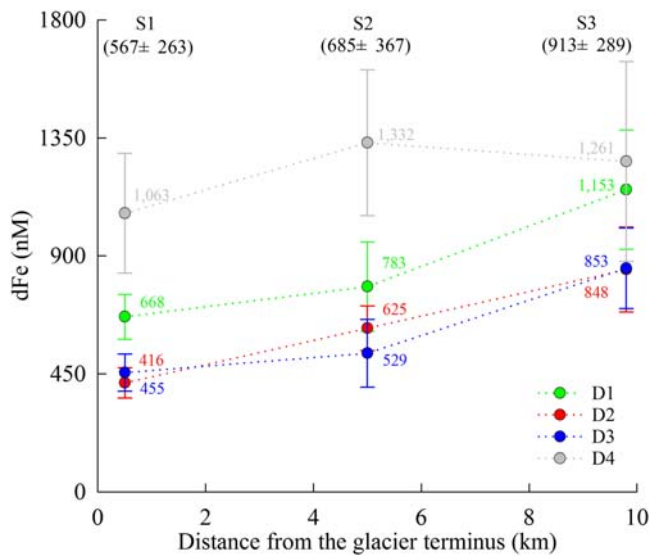 1800
S1
S2
S3
(567± 263)
(685± 367)
(913± 289)
1350
1,332
1,261
1,153
1,063
dFe (nM)
900
783
853
668
848
625
450
416
529
455
D1
D2
D3
D4
0
0 2 4 6 8 10
Distance from the glacier terminus (km)